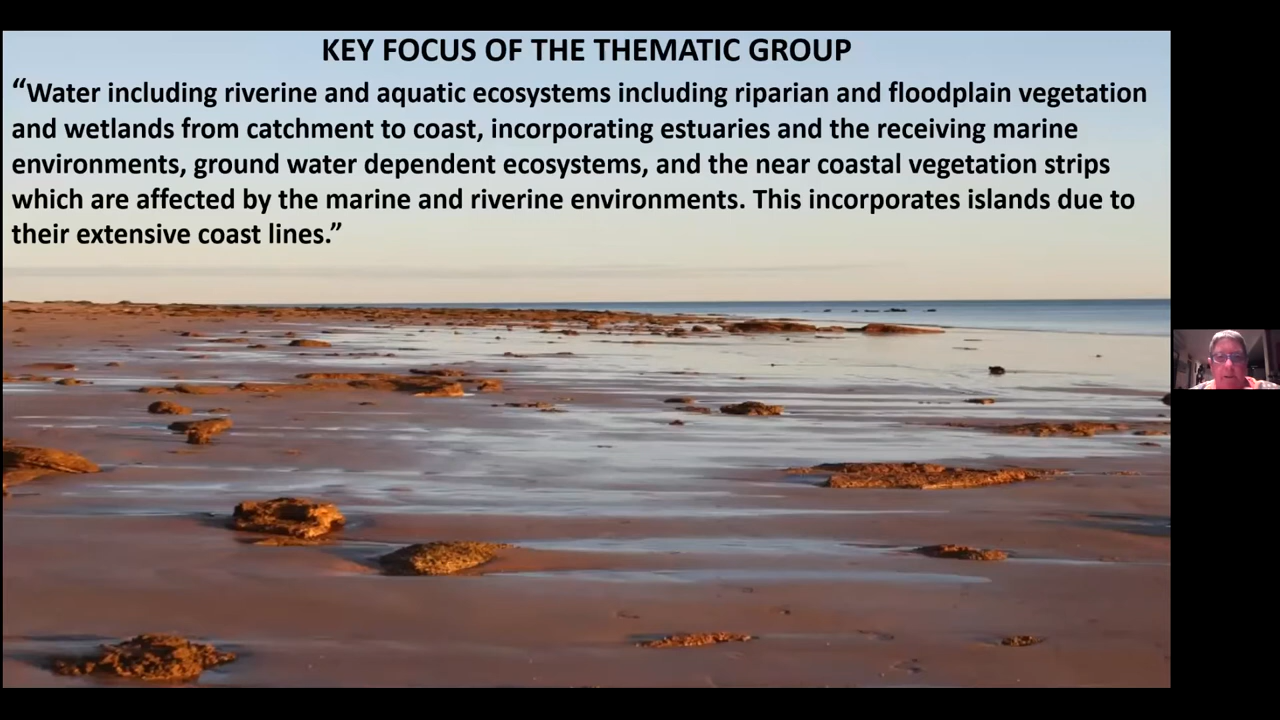 KEY FOCUS OF THE THEMATIC GROUP
“Water including riverine and aquatic ecosystems including riparian and floodplain vegetation
and wetlands from catchment to coast, incorporating estuaries and the receiving marine
environments, ground water dependent ecosystems, and the near coastal vegetation strips
which are affected by the marine and riverine environments. This incorporates islands due to
their extensive coast lines.”